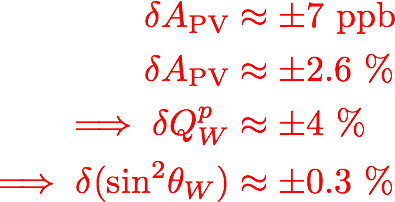 δA_PV ≈ ±7 ppb
δA_PV ≈ ±2.6 %
⟹ δQ^p_W ≈ ±4 %
⟹ δ(sin²θ_W) ≈ ±0.3 %